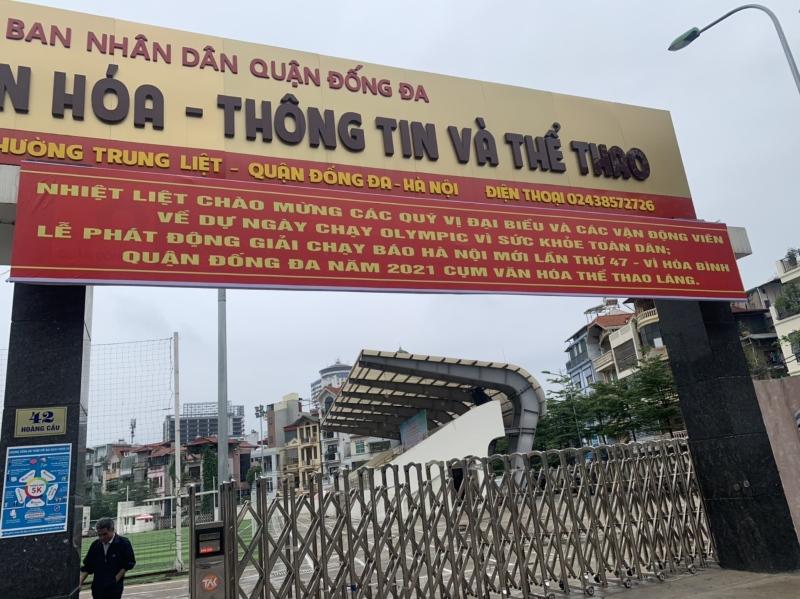 BAN NHÂN DÂN QUẬN ĐỐNG ĐA
N HÓA - THÔNG TIN VÀ THỂ THAO
HƯỜNG TRUNG LIỆT - QUẬN ĐỐNG ĐA - HÀ NỘI ĐIỆN THOẠI 02438572726
NHIỆT LIỆT CHÀO MỪNG CÁC QUÝ VỊ ĐẠI BIỂU VÀ CÁC VẬN ĐỘNG VIÊN
VỀ DỰ NGÀY CHẠY OLYMPIC VÌ SỨC KHỎE TOÀN DÂN;
LỄ PHÁT ĐỘNG GIẢI CHẠY BÁO HÀ NỘI MỚI LẦN THỨ 47 - VÌ HÒA BÌNH
QUẬN ĐỐNG ĐA NĂM 2021 CỤM VĂN HÓA THỂ THAO LÁNG.
42
HOÀNG CẦU
5K